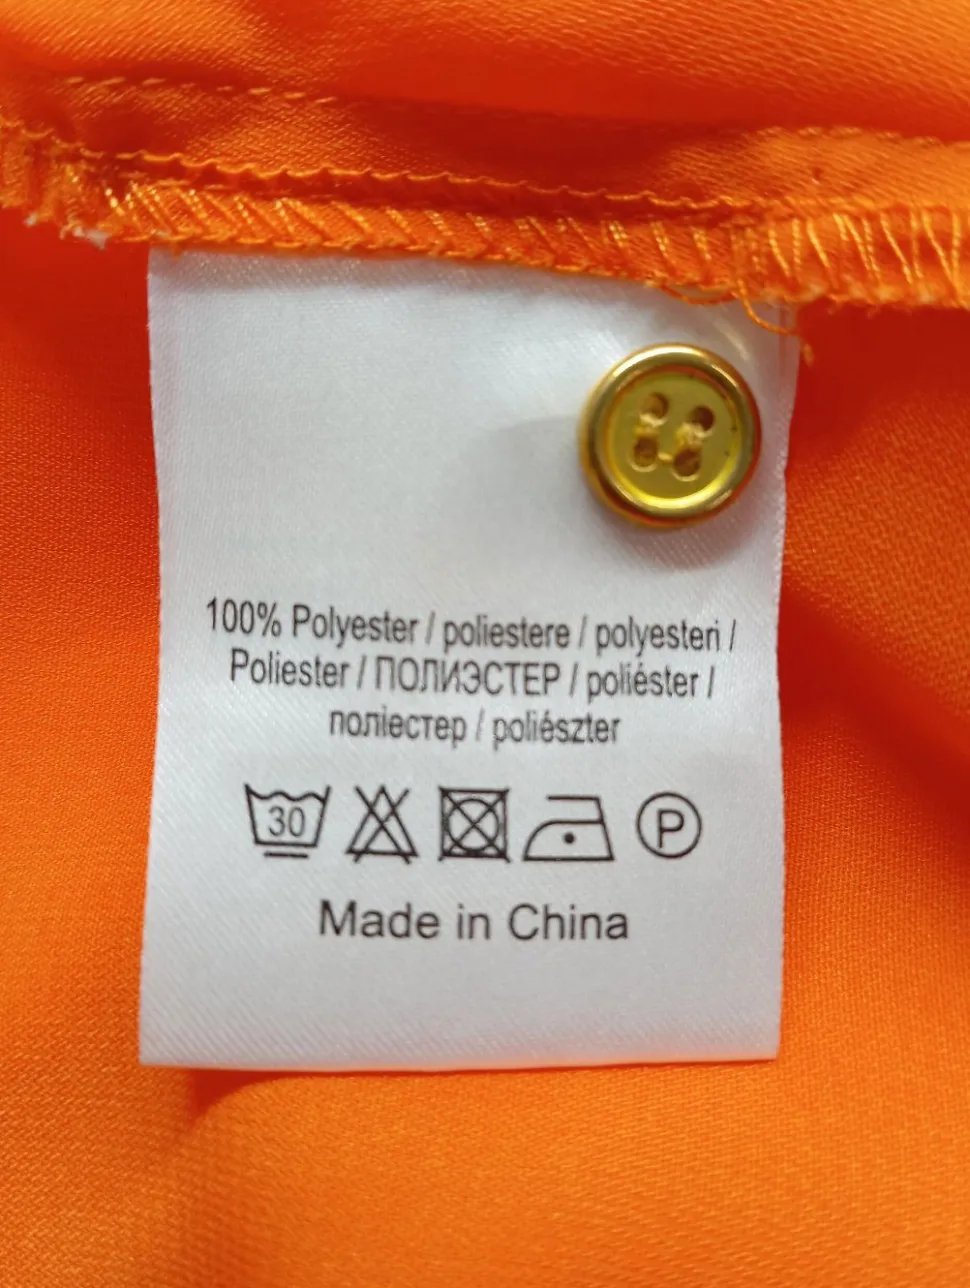 100% Polyester / poliestere / polyesteri /
Poliester / ПОЛИЭСТЕР / poliéster /
поліестер / poliészter
30 P
Made in China